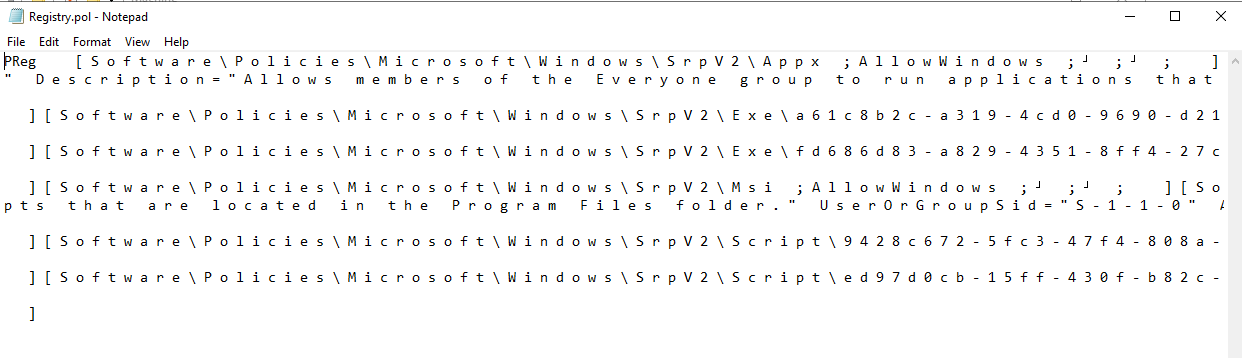 Registry.pol - Notepad
File Edit Format View Help
PReg [Software\Policies\Microsoft\Windows\SrpV2\Appx ;AllowWindows ;┘ ;┘ ; ]
" Description="Allows members of the Everyone group to run applications that
][Software\Policies\Microsoft\Windows\SrpV2\Exe\a61c8b2c-a319-4cd0-9690-d21
][Software\Policies\Microsoft\Windows\SrpV2\Exe\fd686d83-a829-4351-8ff4-27c
][Software\Policies\Microsoft\Windows\SrpV2\Msi ;AllowWindows ;┘ ;┘ ; ][So
pts that are located in the Program Files folder." UserOrGroupSid="S-1-1-0"
][Software\Policies\Microsoft\Windows\SrpV2\Script\9428c672-5fc3-47f4-808a-
][Software\Policies\Microsoft\Windows\SrpV2\Script\ed97d0cb-15ff-430f-b82c-
]